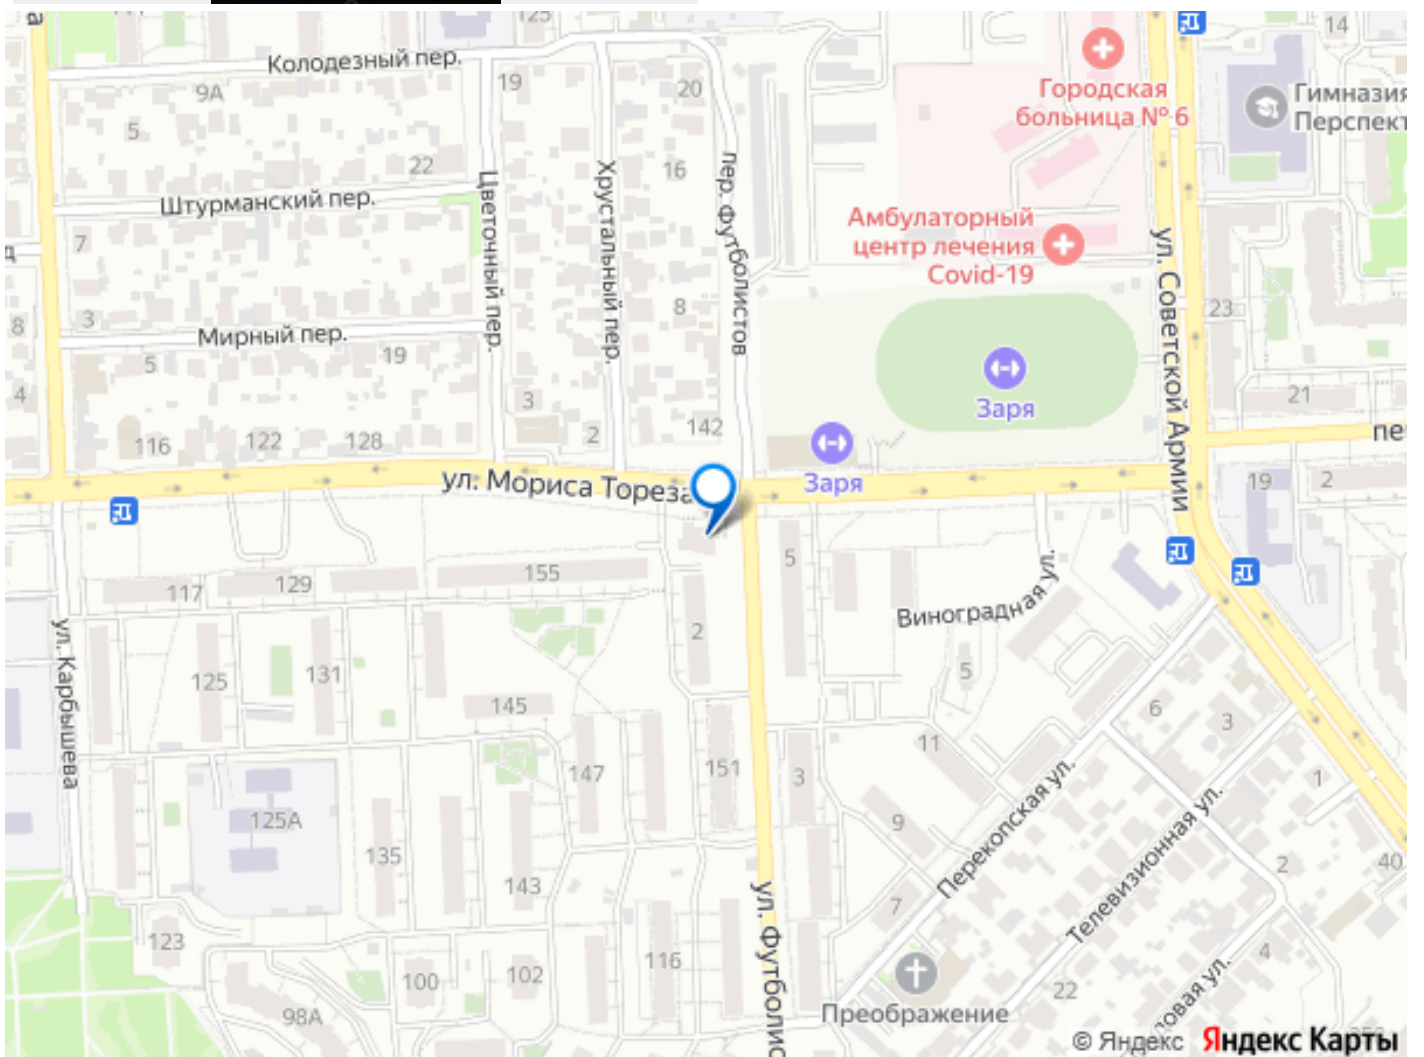 125
14
Колодезный пер.
19
20
9А
Городская
больница № 6
Гимназия
Перспект
5
22
16
Штурманский пер.
Цветочный пер.
Хрустальный пер.
пер. Футболистов
7
Амбулаторный
центр лечения
Covid-19
ул. Советской Армии
8
3
8
23
Мирный пер.
5
19
4
3
21
Заря
116
122
128
2
142
пе
ул. Мориса Тореза
Заря
19
2
117
129
155
5
Виноградная ул.
2
5
ул. Карбышева
125
131
145
6
3
11
147
151
3
1
Перекопская ул.
Телевизионная ул.
125А
9
135
143
2
40
7
ул. Футболис
123
100
102
116
4
22
98А
Преображение
овая ул.
© Яндекс Яндекс Карты